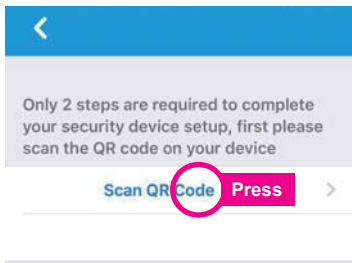 Only 2 steps are required to complete
your security device setup, first please
scan the QR code on your device
Scan QR Code Press